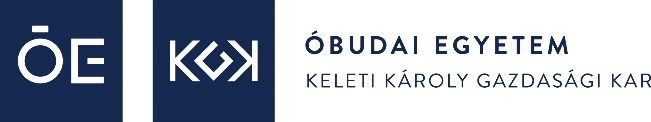 ŌE KGK
ÓBUDAI EGYETEM
KELETI KÁROLY GAZDASÁGI KAR